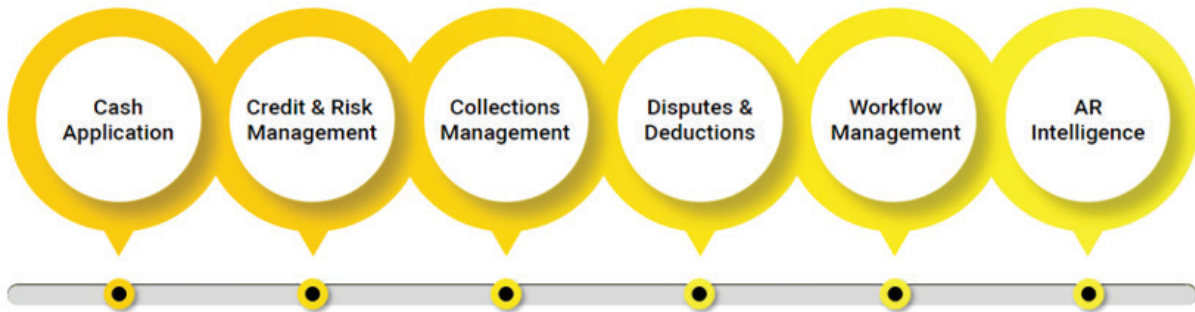 Cash
Application
Credit & Risk
Management
Collections
Management
Disputes &
Deductions
Workflow
Management
AR
Intelligence